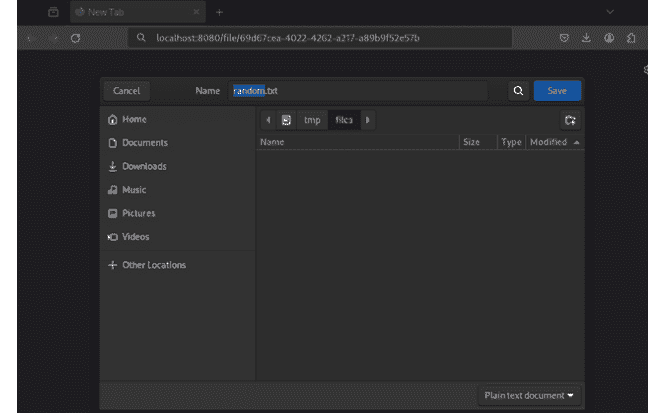 New Tab
localhost:8080/file/69d67cea-4022-4262-a217-a89b9f52e57b
Cancel
Name
random.txt
Save
Home
Documents
Downloads
Music
Pictures
Videos
Other Locations
tmp
files
Name
Size
Type
Modified
Plain text document